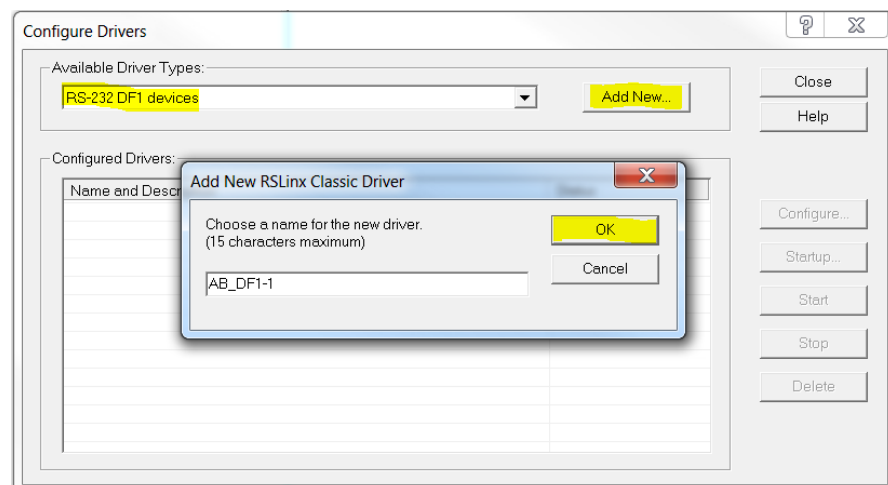 Configure Drivers
Available Driver Types:
RS-232 DF1 devices
Add New...
Close
Help
Configured Drivers:
Name and Descr
Add New RSLinx Classic Driver
Choose a name for the new driver.
(15 characters maximum)
OK
Cancel
AB_DF1-1
Configure...
Startup...
Start
Stop
Delete